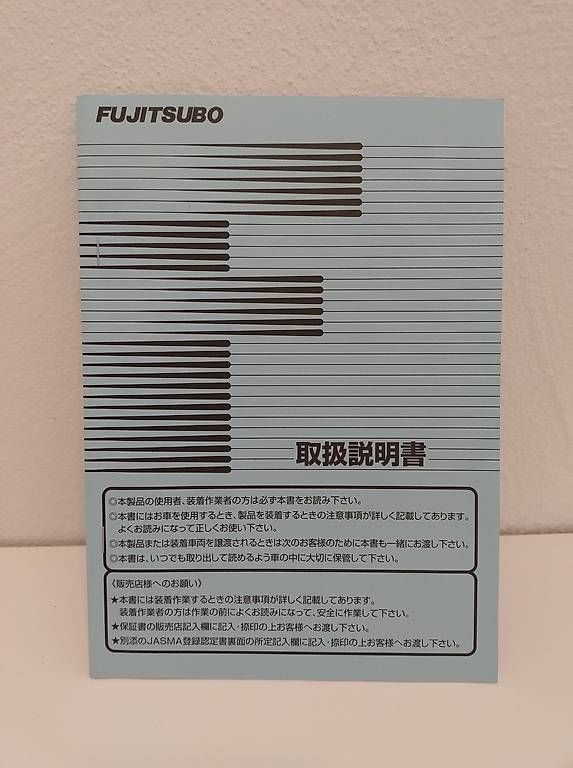 FUJITSUBO
取扱説明書
◎本製品の使用者、装着作業者の方は必ず本書をお読み下さい。
◎本書にはお車を使用するとき、製品を装着するときの注意事項が詳しく記載してあります。
よくお読みになって正しくお使い下さい。
◎本製品または装着車両を譲渡されるときは次のお客様のために本書も一緒にお渡し下さい。
◎本書は、いつでも取り出して読めるよう車の中に大切に保管して下さい。
〈販売店様へのお願い〉
★本書には装着作業するときの注意事項が詳しく記載してあります。
装着作業者の方は作業の前によくお読みになって、安全に作業して下さい。
★保証書の販売店記入欄に記入・捺印の上お客様へお渡し下さい。
★別添のJASMA登録認定書裏面の所定記入欄に記入・捺印の上お客様へお渡し下さい。